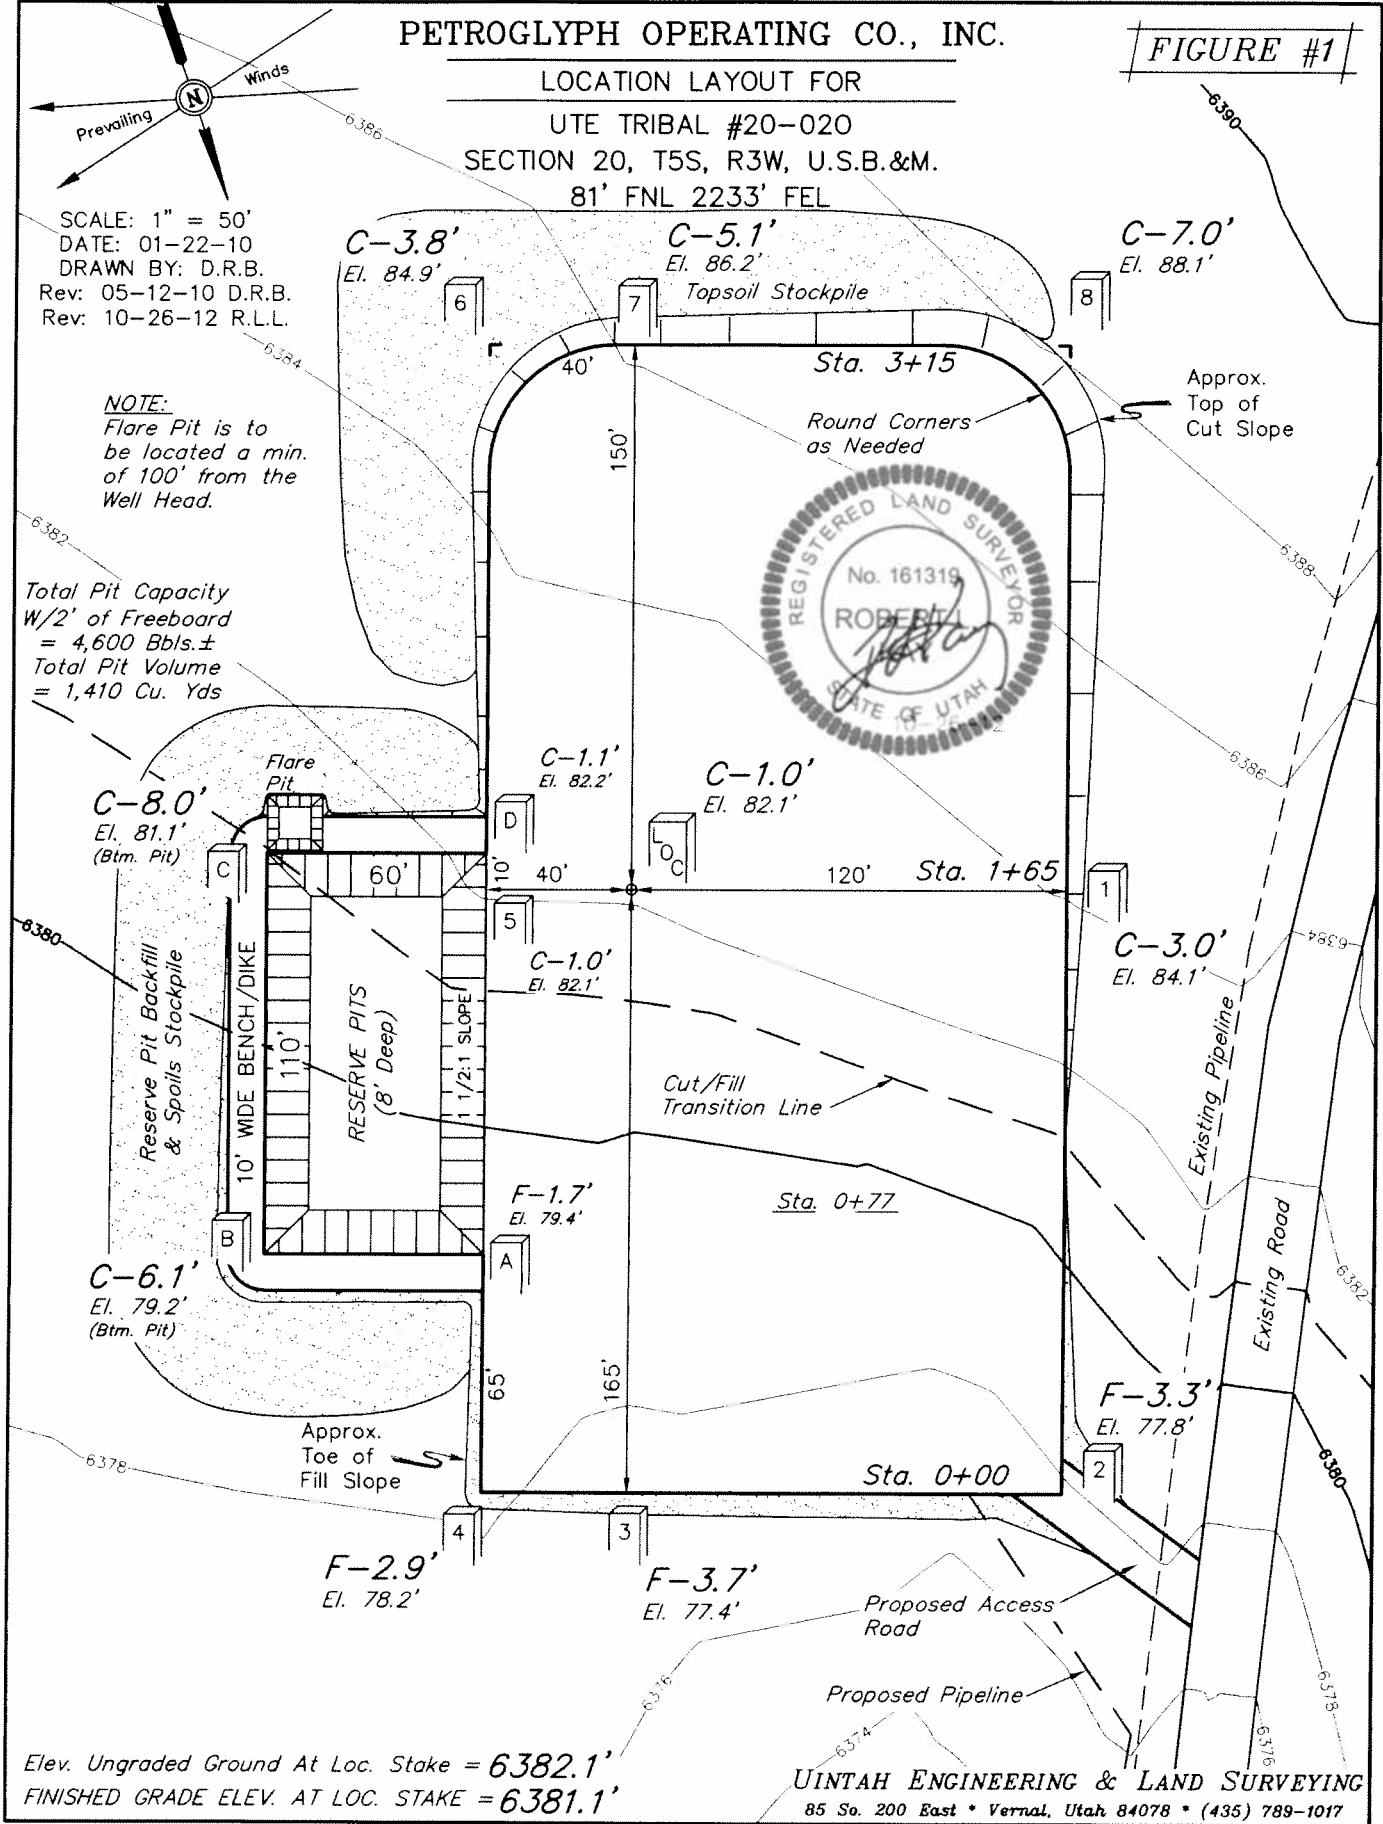 PETROGLYPH OPERATING CO., INC.
FIGURE #1
LOCATION LAYOUT FOR
UTE TRIBAL #20-020
SECTION 20, T5S, R3W, U.S.B.&M.
81' FNL 2233' FEL
Winds
N
Prevailing
SCALE: 1" = 50'
DATE: 01-22-10
DRAWN BY: D.R.B.
Rev: 05-12-10 D.R.B.
Rev: 10-26-12 R.L.L.
6386
6390
C-3.8'
El. 84.9'
6
C-5.1'
El. 86.2'
7
Topsoil Stockpile
C-7.0'
El. 88.1'
8
6384
40'
Sta. 3+15
Approx.
Top of
Cut Slope
NOTE:
Flare Pit is to
be located a min.
of 100' from the
Well Head.
150'
Round Corners
as Needed
REGISTERED LAND SURVEYOR
No. 161319
ROBERT L.
STATE OF UTAH
6382
6388
Total Pit Capacity
W/2' of Freeboard
= 4,600 Bbls.±
Total Pit Volume
= 1,410 Cu. Yds
6386
Flare
Pit
C-1.1'
El. 82.2'
C-1.0'
El. 82.1'
C-8.0'
El. 81.1'
(Btm. Pit)
D
LOC
C
60'
10'
40'
120'
Sta. 1+65
1
5
6380
C-1.0'
El. 82.1'
C-3.0'
El. 84.1'
6384
Reserve Pit Backfill
& Spoils Stockpile
10' WIDE BENCH/DIKE
110'
RESERVE PITS
(8' Deep)
1 1/2:1 SLOPE
Cut/Fill
Transition Line
Existing Pipeline
F-1.7'
El. 79.4'
Sta. 0+77
B
A
Existing Road
6382
C-6.1'
El. 79.2'
(Btm. Pit)
65'
165'
F-3.3'
El. 77.8'
2
6380
Approx.
Toe of
Fill Slope
6378
Sta. 0+00
4
3
F-2.9'
El. 78.2'
F-3.7'
El. 77.4'
Proposed Access
Road
6376
Proposed Pipeline
6378
6374
6376
Elev. Ungraded Ground At Loc. Stake = 6382.1'
FINISHED GRADE ELEV. AT LOC. STAKE = 6381.1'
UINTAH ENGINEERING & LAND SURVEYING
85 So. 200 East * Vernal, Utah 84078 * (435) 789-1017